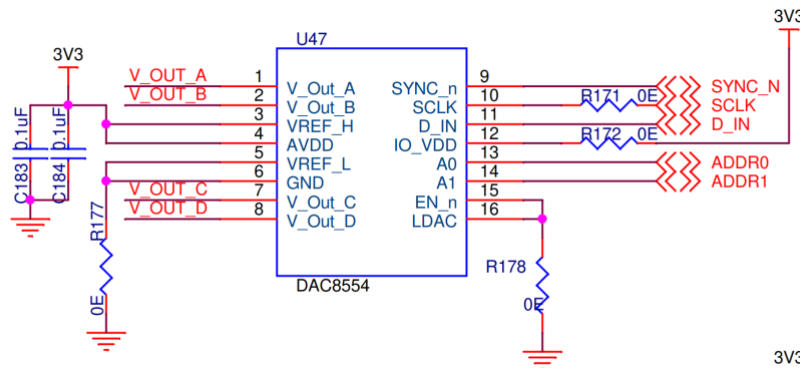 3V3
U47
3V3
V_OUT_A 1 V_Out_A SYNC_n 9 SYNC_N
V_OUT_B 2 V_Out_B SCLK 10 R171 0E SCLK
3 VREF_H D_IN 11 D_IN
4 AVDD IO_VDD 12 R172 0E
5 VREF_L A0 13 ADDR0
6 GND A1 14 ADDR1
V_OUT_C 7 V_Out_C EN_n 15
V_OUT_D 8 V_Out_D LDAC 16
C183 0.1uF
C184 0.1uF
R177 0E
R178
0E
DAC8554
3V3